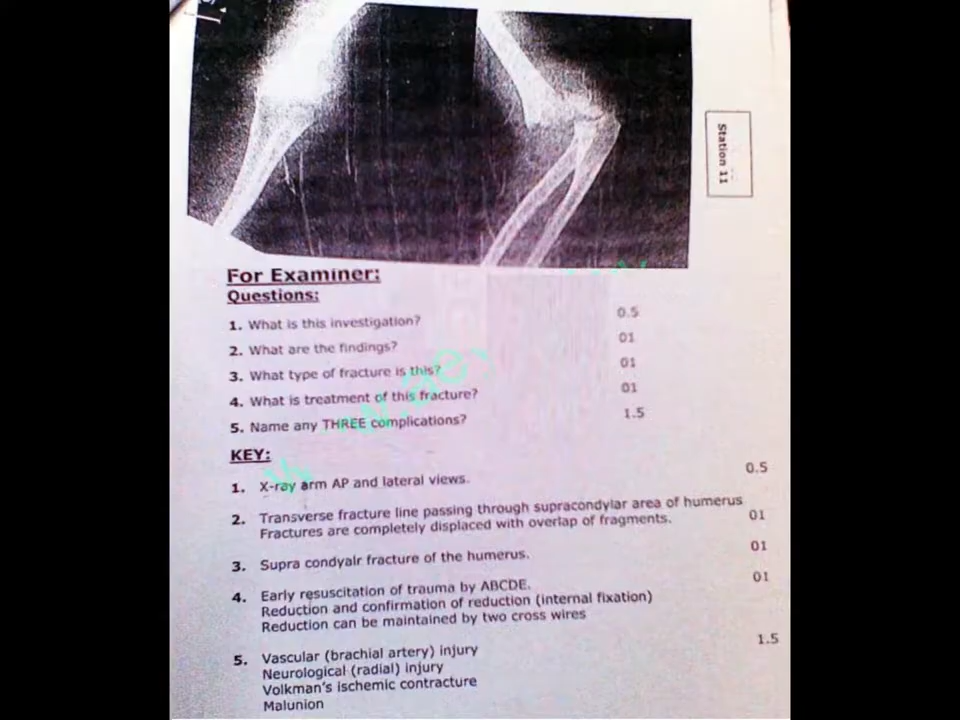 Station 11
For Examiner:
Questions:
1. What is this investigation? 0.5
2. What are the findings? 01
3. What type of fracture is this? 01
4. What is treatment of this fracture? 01
5. Name any THREE complications? 1.5
KEY:
1. X-ray arm AP and lateral views. 0.5
2. Transverse fracture line passing through supracondylar area of humerus
Fractures are completely displaced with overlap of fragments. 01
3. Supra condyalr fracture of the humerus. 01
4. Early resuscitation of trauma by ABCDE. 01
Reduction and confirmation of reduction (internal fixation)
Reduction can be maintained by two cross wires
5. Vascular (brachial artery) injury 1.5
Neurological (radial) injury
Volkman's ischemic contracture
Malunion